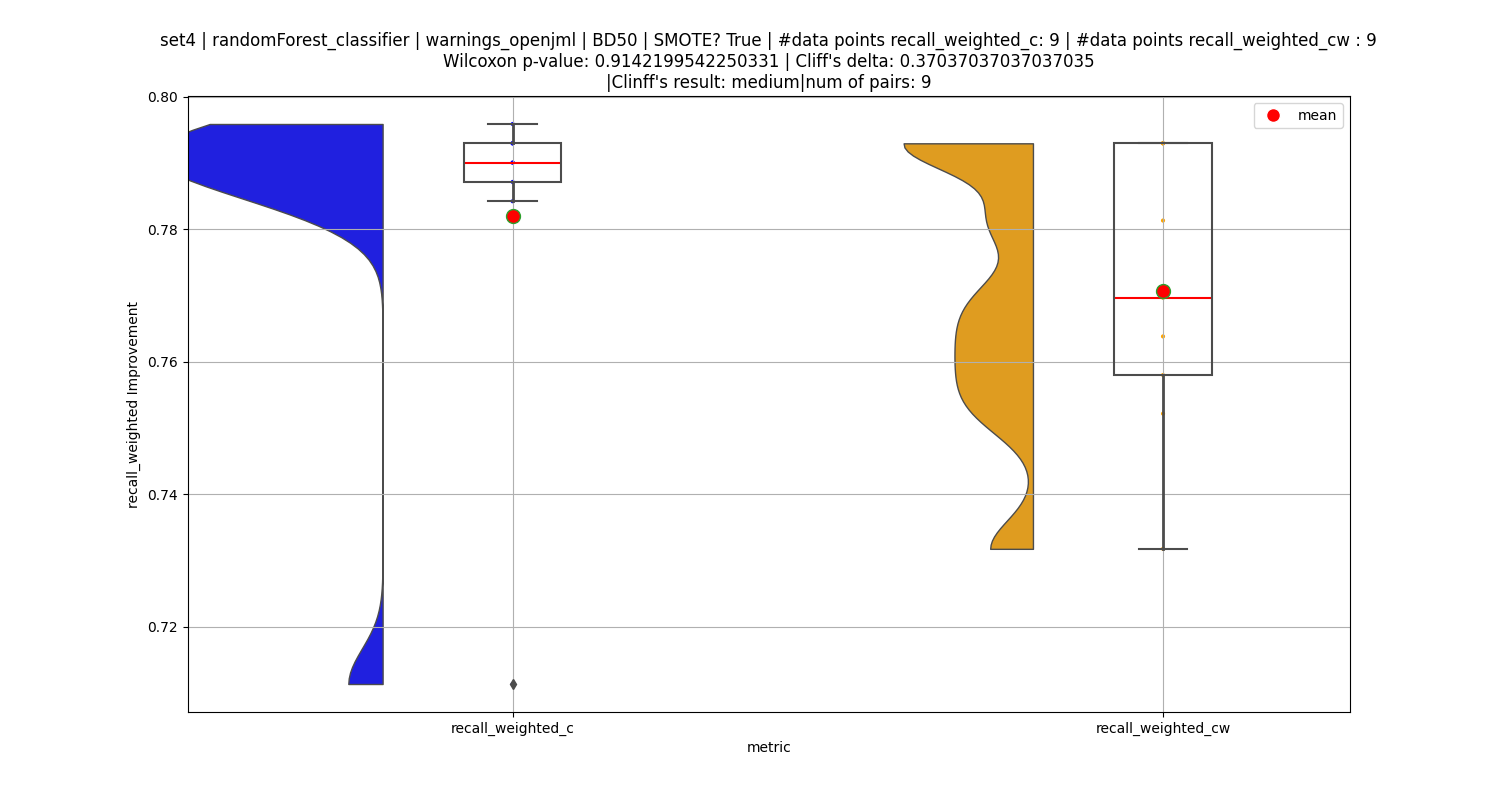 set4 | randomForest_classifier | warnings_openjml | BD50 | SMOTE? True | #data points recall_weighted_c: 9 | #data points recall_weighted_cw : 9
Wilcoxon p-value: 0.9142199542250331 | Cliff's delta: 0.37037037037037035
|Clinff's result: medium|num of pairs: 9
0.80
mean
0.78
0.76
recall_weighted Improvement
0.74
0.72
recall_weighted_c
recall_weighted_cw
metric